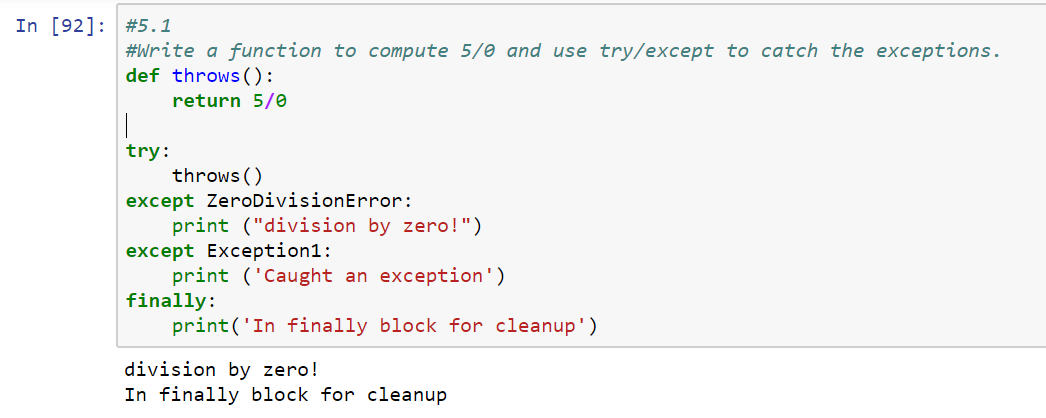 In [92]: #5.1
#Write a function to compute 5/0 and use try/except to catch the exceptions.
def throws():
    return 5/0

try:
    throws()
except ZeroDivisionError:
    print ("division by zero!")
except Exception1:
    print ('Caught an exception')
finally:
    print('In finally block for cleanup')
division by zero!
In finally block for cleanup